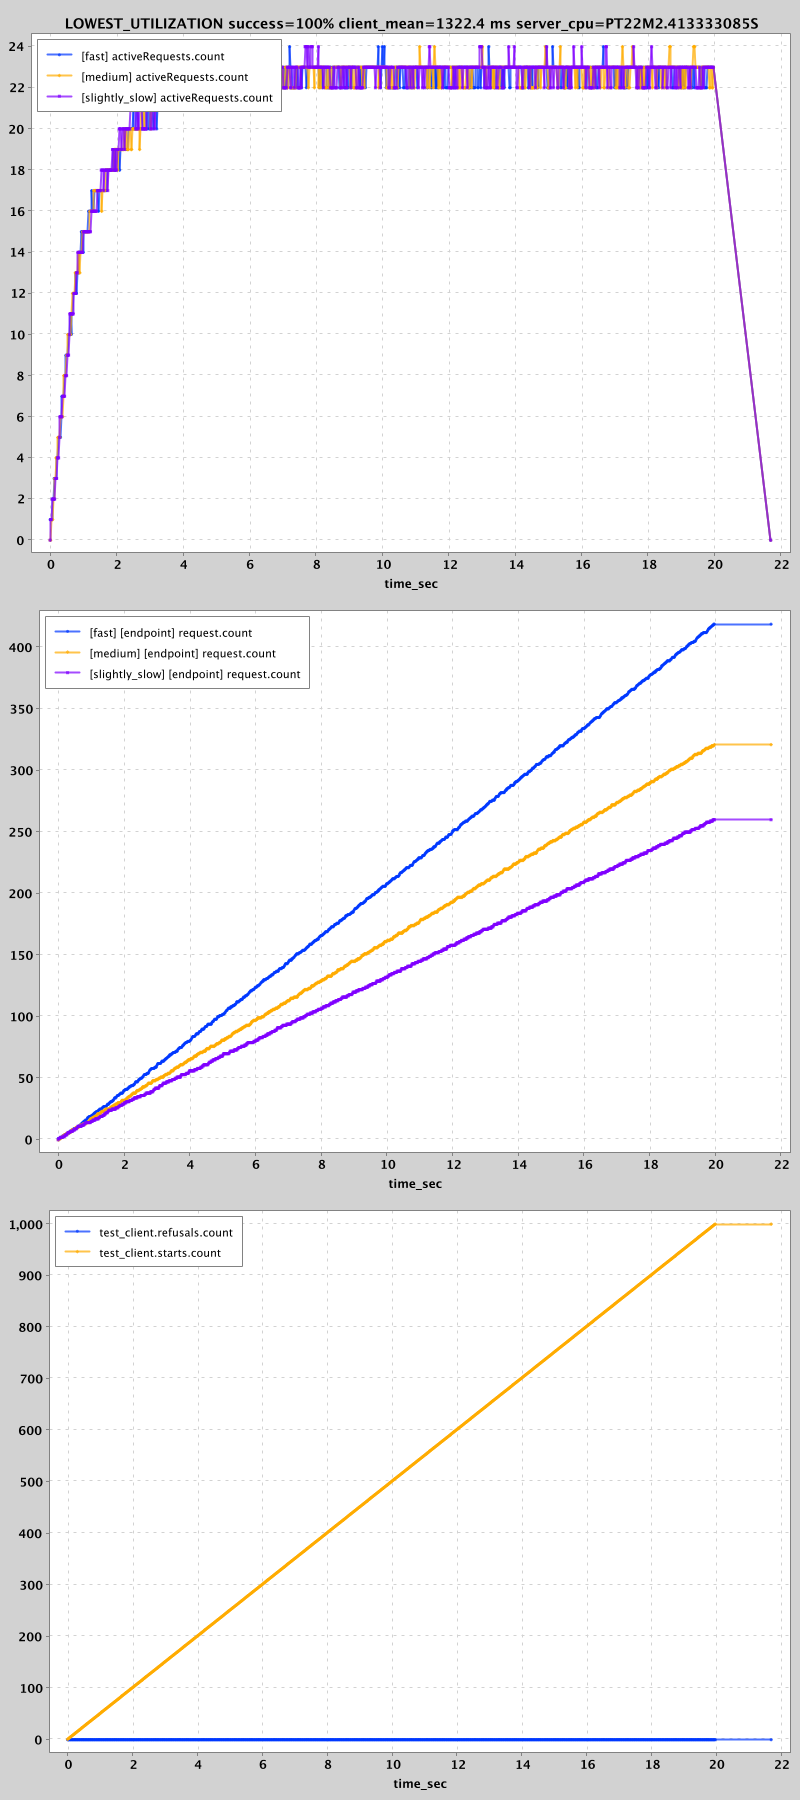 LOWEST_UTILIZATION success=100% client_mean=1322.4 ms server_cpu=PT22M2.413333085S
[fast] activeRequests.count
[medium] activeRequests.count
[slightly_slow] activeRequests.count
24
22
20
18
16
14
12
10
8
6
4
2
0
0 2 4 6 8 10 12 14 16 18 20 22
time_sec
[fast] [endpoint] request.count
[medium] [endpoint] request.count
[slightly_slow] [endpoint] request.count
400
350
300
250
200
150
100
50
0
0 2 4 6 8 10 12 14 16 18 20 22
time_sec
test_client.refusals.count
test_client.starts.count
1,000
900
800
700
600
500
400
300
200
100
0
0 2 4 6 8 10 12 14 16 18 20 22
time_sec